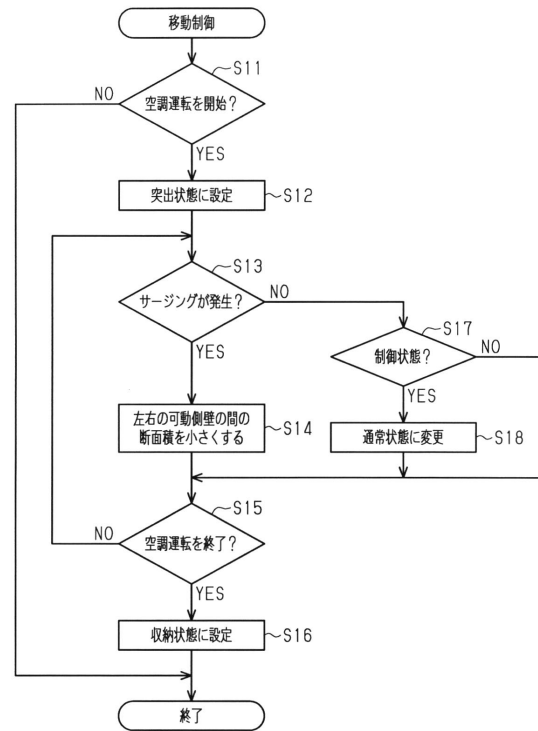 移動制御
S11
空調運転を開始？
NO
YES
突出状態に設定
S12
S13
サージングが発生？
NO
YES
S17
制御状態？
NO
YES
左右の可動側壁の間の
断面積を小さくする
S14
通常状態に変更
S18
S15
空調運転を終了？
NO
YES
収納状態に設定
S16
終了